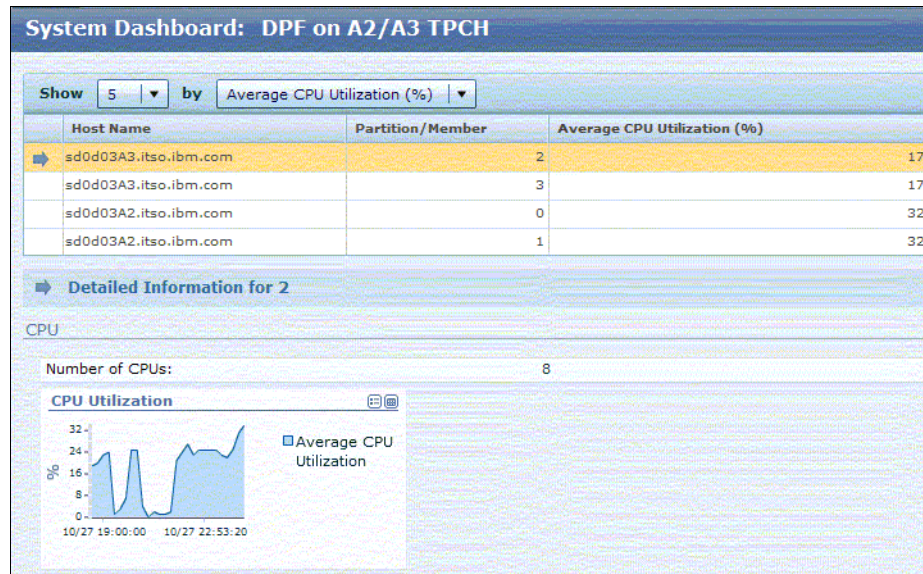 System Dashboard: DPF on A2/A3 TPCH
Show 5 by Average CPU Utilization (%)
Host Name Partition/Member Average CPU Utilization (%)
sd0d03A3.itso.ibm.com 2 17
sd0d03A3.itso.ibm.com 3 17
sd0d03A2.itso.ibm.com 0 32
sd0d03A2.itso.ibm.com 1 32
Detailed Information for 2
CPU
Number of CPUs: 8
CPU Utilization
32
24
16
8
0
%
10/27 19:00:00 10/27 22:53:20
Average CPU
Utilization